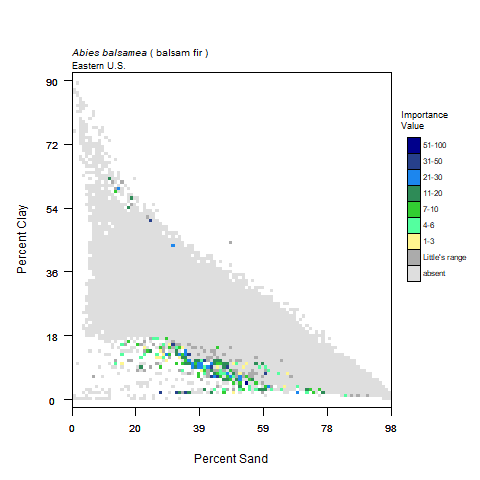 Abies balsamea ( balsam fir )
Eastern U.S.
Importance
Value
51-100
31-50
21-30
11-20
7-10
4-6
1-3
Little's range
absent
Percent Clay
90
72
54
36
18
0
0
20
39
59
78
98
Percent Sand